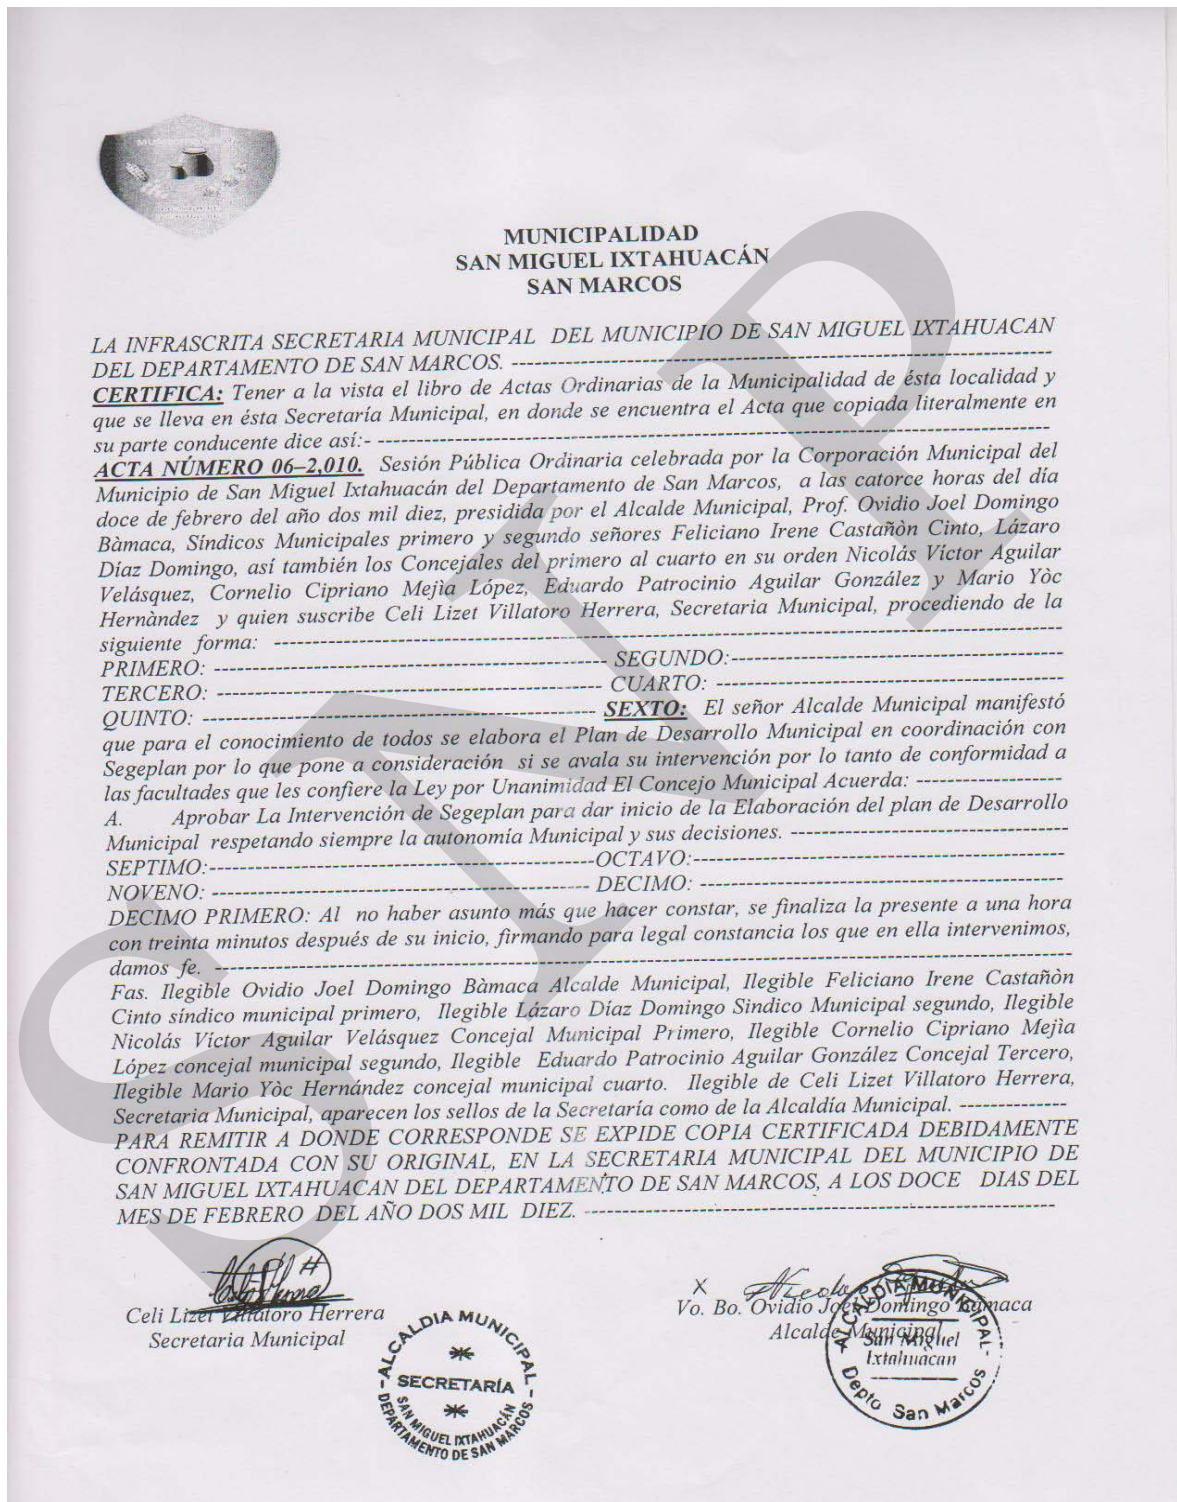 MUNICIPALIDAD
SAN MIGUEL IXTAHUACÁN
SAN MARCOS
LA INFRASCRITA SECRETARIA MUNICIPAL DEL MUNICIPIO DE SAN MIGUEL IXTAHUACAN
DEL DEPARTAMENTO DE SAN MARCOS. ----------------------------------------------------------------------
CERTIFICA: Tener a la vista el libro de Actas Ordinarias de la Municipalidad de ésta localidad y
que se lleva en ésta Secretaría Municipal, en donde se encuentra el Acta que copiada literalmente en
su parte conducente dice así:- ---------------------------------------------------------------------------------------
ACTA NÚMERO 06–2,010. Sesión Pública Ordinaria celebrada por la Corporación Municipal del
Municipio de San Miguel Ixtahuacán del Departamento de San Marcos, a las catorce horas del día
doce de febrero del año dos mil diez, presidida por el Alcalde Municipal, Prof. Ovidio Joel Domingo
Bàmaca, Síndicos Municipales primero y segundo señores Feliciano Irene Castañòn Cinto, Lázaro
Díaz Domingo, así también los Concejales del primero al cuarto en su orden Nicolás Víctor Aguilar
Velásquez, Cornelio Cipriano Mejìa López, Eduardo Patrocinio Aguilar González y Mario Yòc
Hernàndez y quien suscribe Celi Lizet Villatoro Herrera, Secretaria Municipal, procediendo de la
siguiente forma: ------------------------------------------------------------------------------------------------------
PRIMERO: --------------------------------------------------- SEGUNDO:-------------------------------------------
TERCERO: -------------------------------------------------- CUARTO: ---------------------------------------------
QUINTO: --------------------------------------------------- SEXTO: El señor Alcalde Municipal manifestó
que para el conocimiento de todos se elabora el Plan de Desarrollo Municipal en coordinación con
Segeplan por lo que pone a consideración si se avala su intervención por lo tanto de conformidad a
las facultades que les confiere la Ley por Unanimidad El Concejo Municipal Acuerda: -------------------
A. Aprobar La Intervención de Segeplan para dar inicio de la Elaboración del plan de Desarrollo
Municipal respetando siempre la autonomía Municipal y sus decisiones. ------------------------------------
SEPTIMO:--------------------------------------------------OCTAVO:------------------------------------------------
NOVENO: ------------------------------------------------- DECIMO: -----------------------------------------------
DECIMO PRIMERO: Al no haber asunto más que hacer constar, se finaliza la presente a una hora
con treinta minutos después de su inicio, firmando para legal constancia los que en ella intervenimos,
damos fe. ---------------------------------------------------------------------------------------------------------------
Fas. Ilegible Ovidio Joel Domingo Bàmaca Alcalde Municipal, Ilegible Feliciano Irene Castañòn
Cinto síndico municipal primero, Ilegible Lázaro Díaz Domingo Sindico Municipal segundo, Ilegible
Nicolás Víctor Aguilar Velásquez Concejal Municipal Primero, Ilegible Cornelio Cipriano Mejìa
López concejal municipal segundo, Ilegible Eduardo Patrocinio Aguilar González Concejal Tercero,
Ilegible Mario Yòc Hernández concejal municipal cuarto. Ilegible de Celi Lizet Villatoro Herrera,
Secretaria Municipal, aparecen los sellos de la Secretaría como de la Alcaldía Municipal. --------------
PARA REMITIR A DONDE CORRESPONDE SE EXPIDE COPIA CERTIFICADA DEBIDAMENTE
CONFRONTADA CON SU ORIGINAL, EN LA SECRETARIA MUNICIPAL DEL MUNICIPIO DE
SAN MIGUEL IXTAHUACAN DEL DEPARTAMENTO DE SAN MARCOS, A LOS DOCE DIAS DEL
MES DE FEBRERO DEL AÑO DOS MIL DIEZ. -------------------------------------------------------------
Celi Lizet Villatoro Herrera
Secretaria Municipal
X
Vo. Bo. Ovidio Joel Domingo Bàmaca
Alcalde Municipal
- ALCALDIA MUNICIPAL -
SECRETARÍA
SAN MIGUEL IXTAHUACÁN
DEPARTAMENTO DE SAN MARCOS
- ALCALDIA MUNICIPAL -
San Miguel
Ixtahuacan
Depto San Marcos
SNIP